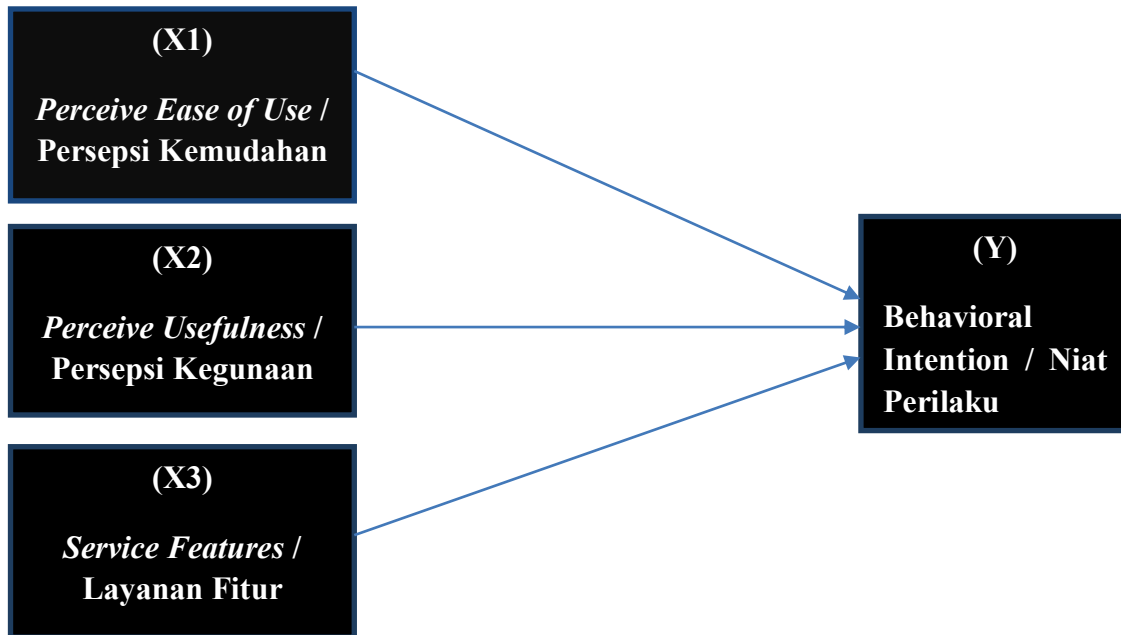 (X1)
Perceive Ease of Use /
Persepsi Kemudahan
(X2)
Perceive Usefulness /
Persepsi Kegunaan
(X3)
Service Features /
Layanan Fitur
(Y)
Behavioral
Intention / Niat
Perilaku